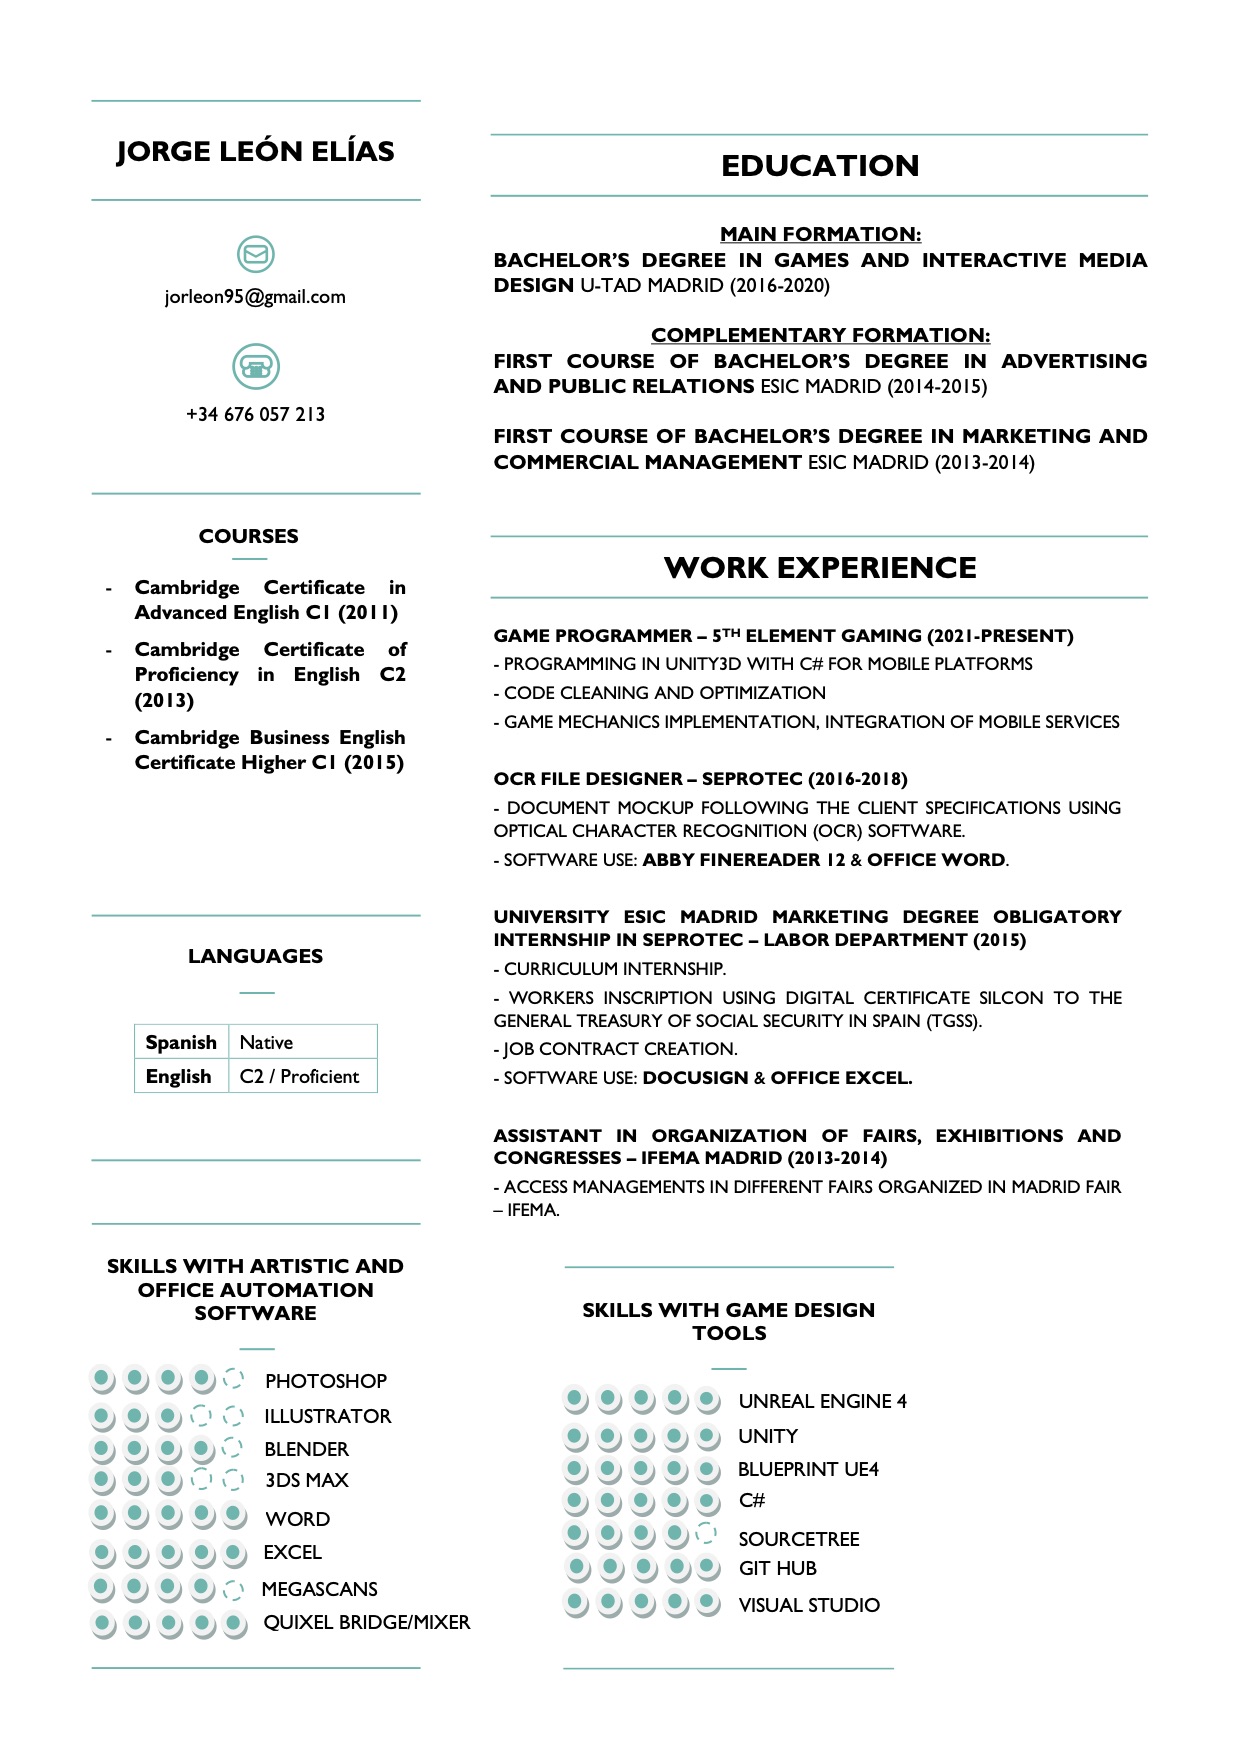 JORGE LEÓN ELÍAS
jorleon95@gmail.com
+34 676 057 213
COURSES
- Cambridge Certificate in
Advanced English C1 (2011)
- Cambridge Certificate of
Proficiency in English C2
(2013)
- Cambridge Business English
Certificate Higher C1 (2015)
LANGUAGES
Spanish Native
English C2 / Proficient
SKILLS WITH ARTISTIC AND
OFFICE AUTOMATION
SOFTWARE
PHOTOSHOP
ILLUSTRATOR
BLENDER
3DS MAX
WORD
EXCEL
MEGASCANS
QUIXEL BRIDGE/MIXER
EDUCATION
MAIN FORMATION:
BACHELOR'S DEGREE IN GAMES AND INTERACTIVE MEDIA
DESIGN U-TAD MADRID (2016-2020)
COMPLEMENTARY FORMATION:
FIRST COURSE OF BACHELOR'S DEGREE IN ADVERTISING
AND PUBLIC RELATIONS ESIC MADRID (2014-2015)
FIRST COURSE OF BACHELOR'S DEGREE IN MARKETING AND
COMMERCIAL MANAGEMENT ESIC MADRID (2013-2014)
WORK EXPERIENCE
GAME PROGRAMMER – 5TH ELEMENT GAMING (2021-PRESENT)
- PROGRAMMING IN UNITY3D WITH C# FOR MOBILE PLATFORMS
- CODE CLEANING AND OPTIMIZATION
- GAME MECHANICS IMPLEMENTATION, INTEGRATION OF MOBILE SERVICES
OCR FILE DESIGNER – SEPROTEC (2016-2018)
- DOCUMENT MOCKUP FOLLOWING THE CLIENT SPECIFICATIONS USING
OPTICAL CHARACTER RECOGNITION (OCR) SOFTWARE.
- SOFTWARE USE: ABBY FINEREADER 12 & OFFICE WORD.
UNIVERSITY ESIC MADRID MARKETING DEGREE OBLIGATORY
INTERNSHIP IN SEPROTEC – LABOR DEPARTMENT (2015)
- CURRICULUM INTERNSHIP.
- WORKERS INSCRIPTION USING DIGITAL CERTIFICATE SILCON TO THE
GENERAL TREASURY OF SOCIAL SECURITY IN SPAIN (TGSS).
- JOB CONTRACT CREATION.
- SOFTWARE USE: DOCUSIGN & OFFICE EXCEL.
ASSISTANT IN ORGANIZATION OF FAIRS, EXHIBITIONS AND
CONGRESSES – IFEMA MADRID (2013-2014)
- ACCESS MANAGEMENTS IN DIFFERENT FAIRS ORGANIZED IN MADRID FAIR
– IFEMA.
SKILLS WITH GAME DESIGN
TOOLS
UNREAL ENGINE 4
UNITY
BLUEPRINT UE4
C#
SOURCETREE
GIT HUB
VISUAL STUDIO